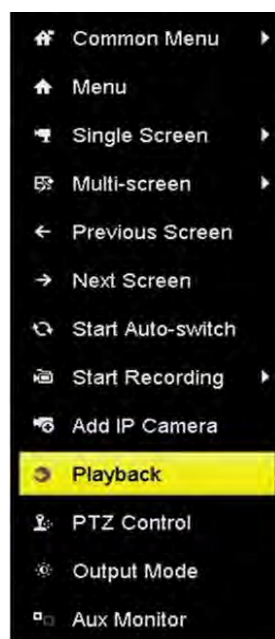 Common Menu
Menu
Single Screen
Multi-screen
Previous Screen
Next Screen
Start Auto-switch
Start Recording
Add IP Camera
Playback
PTZ Control
Output Mode
Aux Monitor